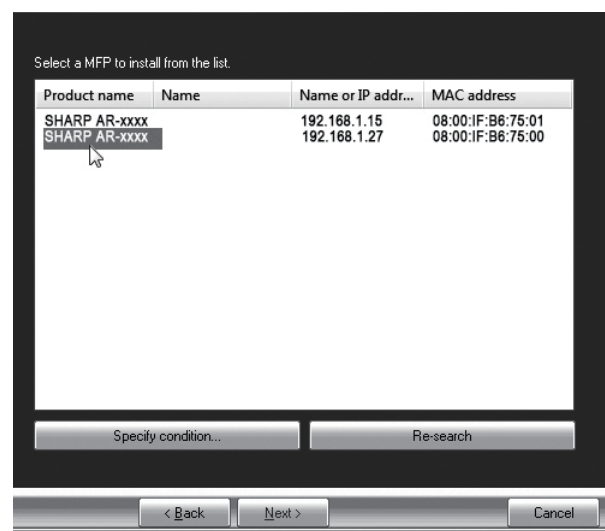 Select a MFP to install from the list.
Product name Name Name or IP addr... MAC address
SHARP AR-xxxx 192.168.1.15 08:00:IF:B6:75:01
SHARP AR-xxxx 192.168.1.27 08:00:IF:B6:75:00
Specify condition... Re-search
< Back Next > Cancel